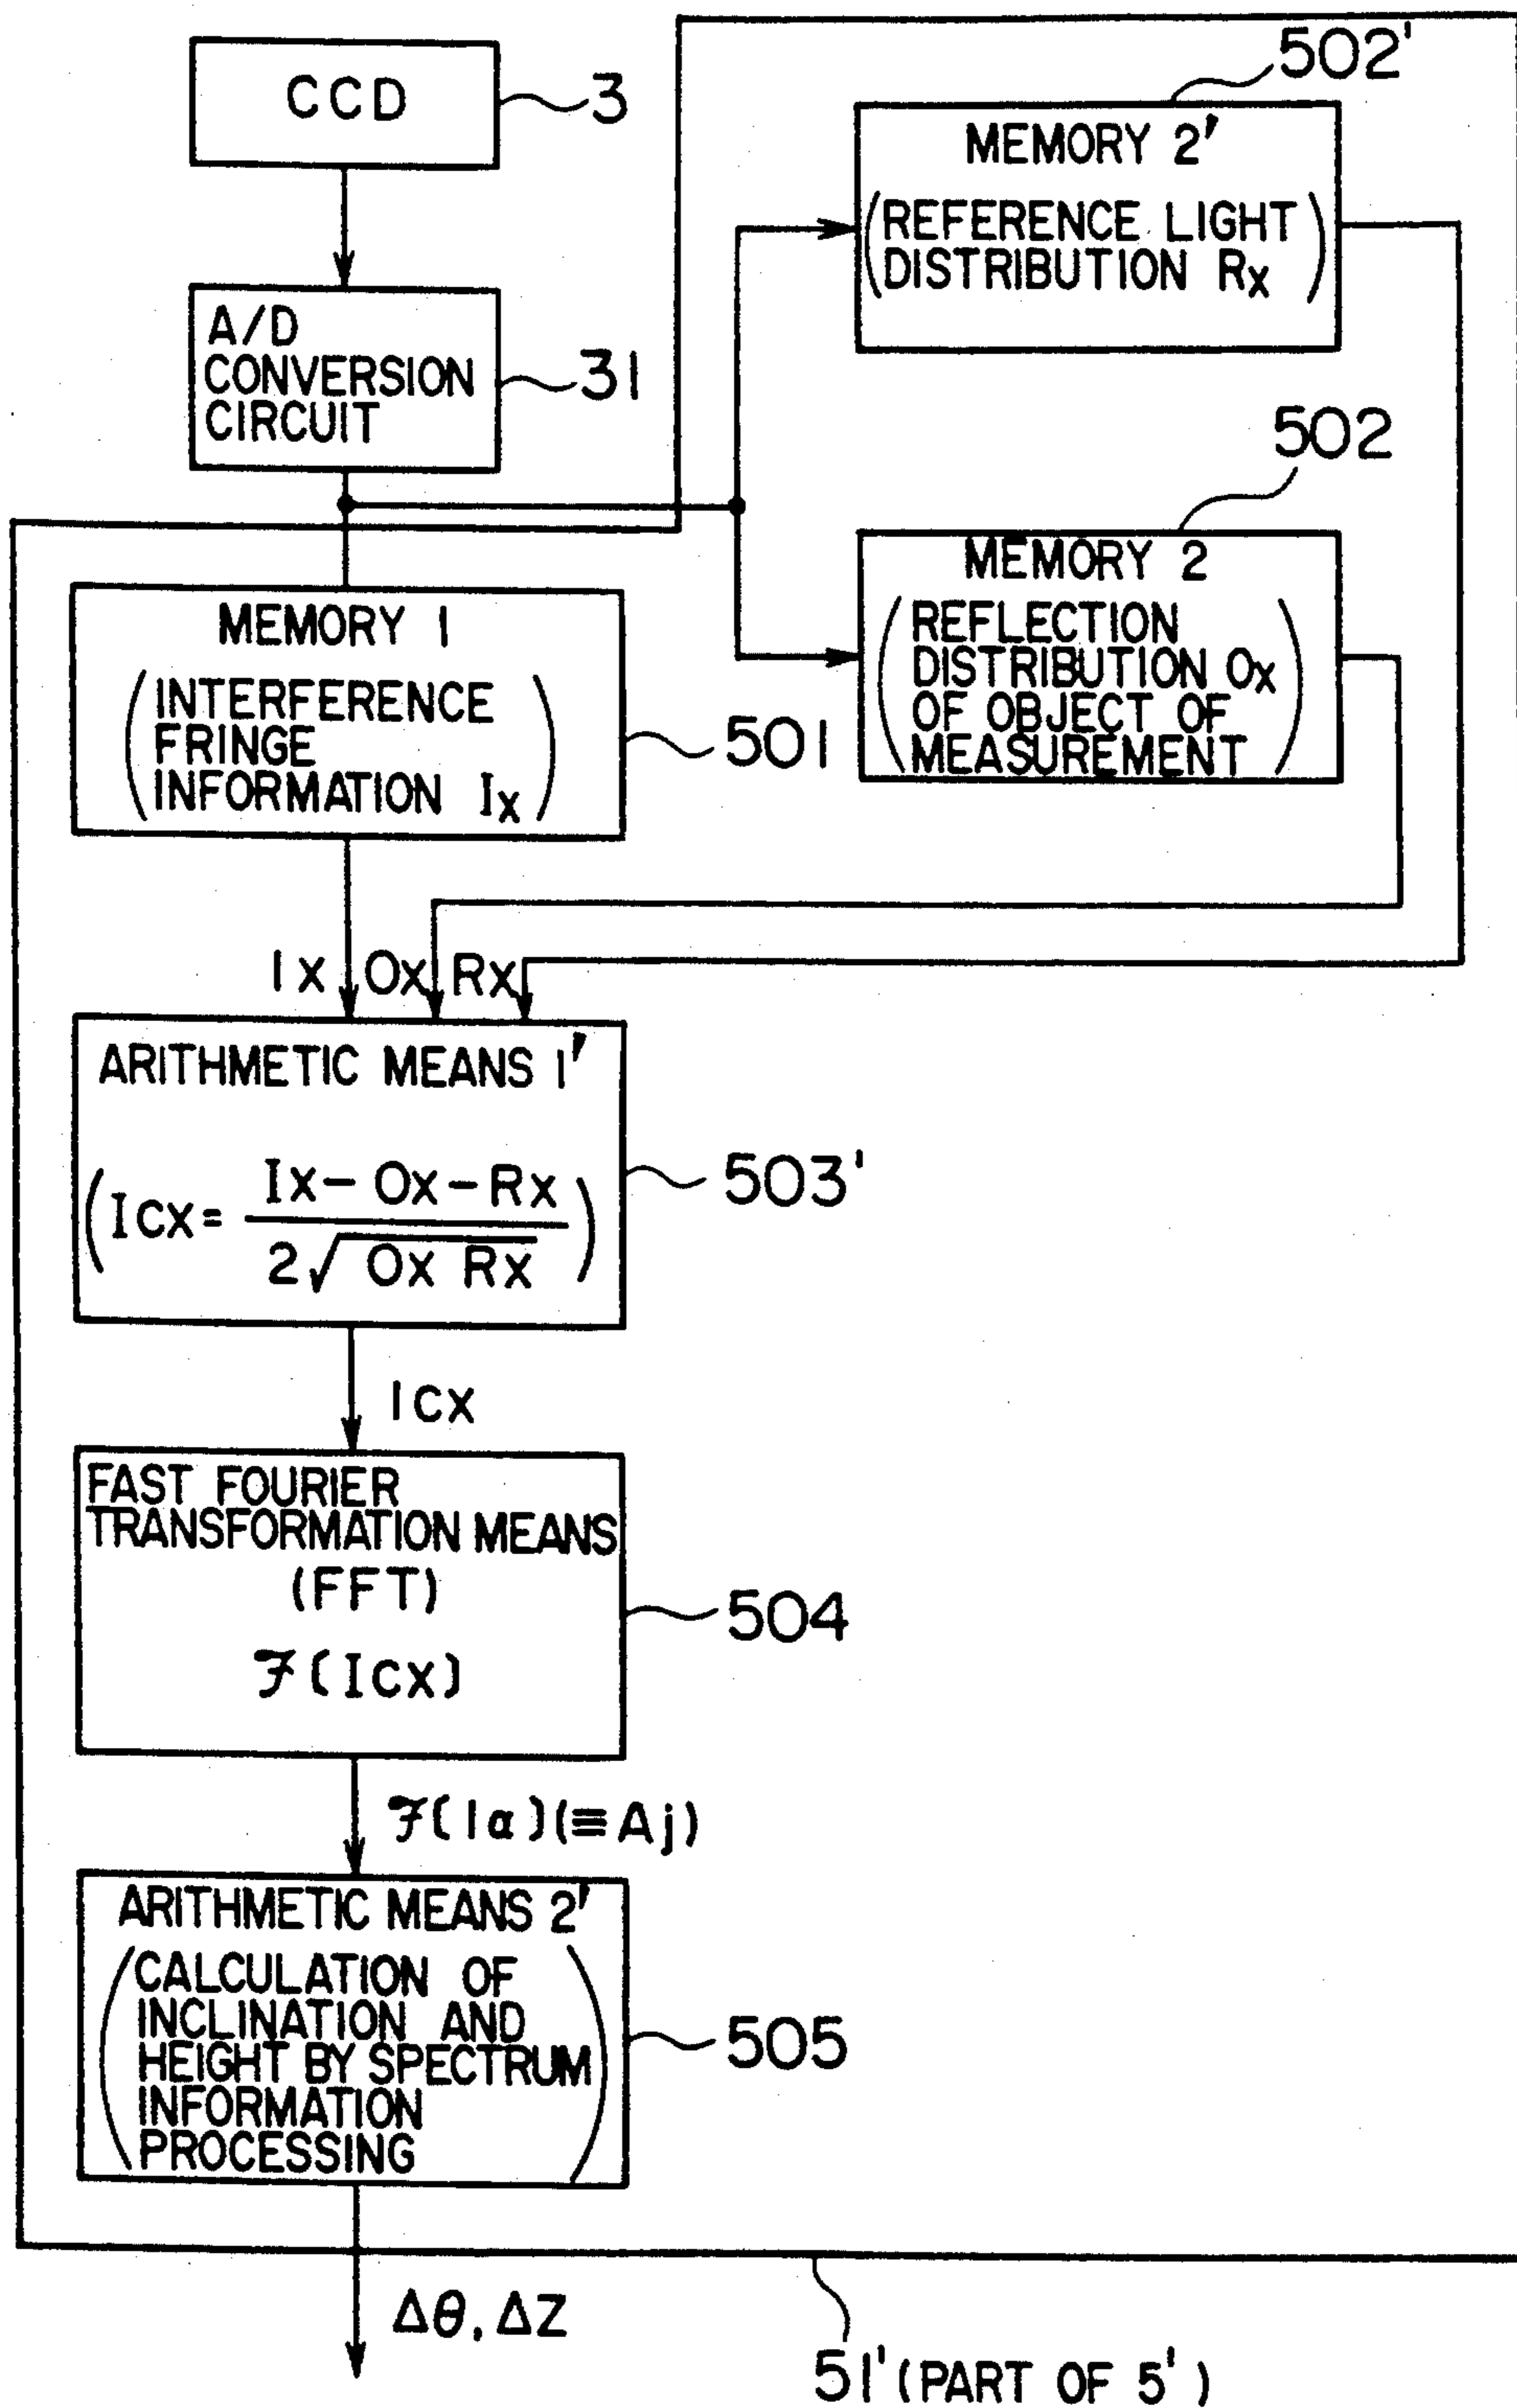 CCD
3
A/D
CONVERSION
CIRCUIT
31
502'
MEMORY 2'
(REFERENCE LIGHT
DISTRIBUTION Rx)
502
MEMORY 2
(REFLECTION
DISTRIBUTION Ox
OF OBJECT OF
MEASUREMENT)
MEMORY 1
(INTERFERENCE
FRINGE
INFORMATION Ix)
501
Ix Ox Rx
ARITHMETIC MEANS 1'
(Icx = Ix - Ox - Rx / 2√Ox Rx)
503'
Icx
FAST FOURIER
TRANSFORMATION MEANS
(FFT)
ℱ(Icx)
504
ℱ(Iα)(≡Aj)
ARITHMETIC MEANS 2'
(CALCULATION OF
INCLINATION AND
HEIGHT BY SPECTRUM
INFORMATION
PROCESSING)
505
Δθ, ΔZ
51' (PART OF 5')